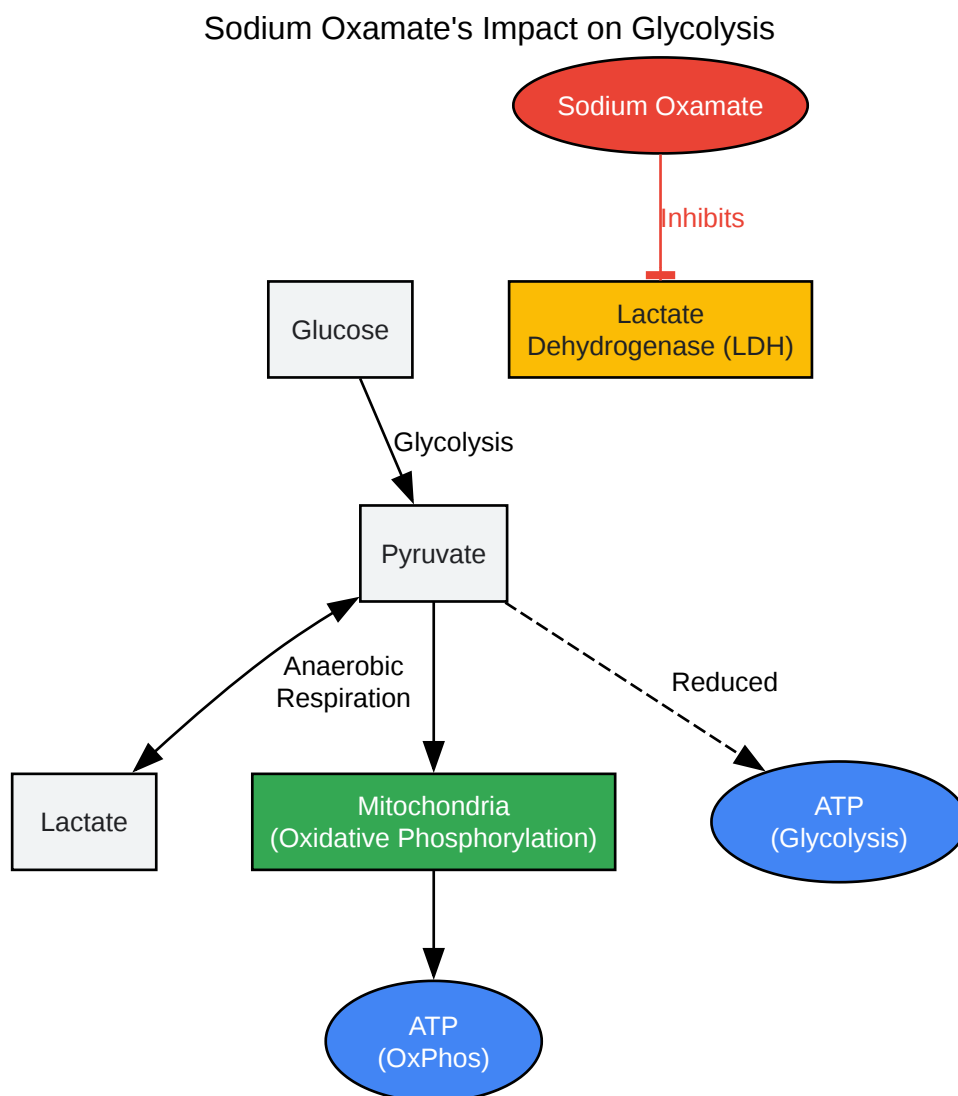 Sodium Oxamate's Impact on Glycolysis
Sodium Oxamate
Inhibits
Glucose
Lactate
Dehydrogenase (LDH)
Glycolysis
Pyruvate
Anaerobic
Respiration
Reduced
Lactate
Mitochondria
(Oxidative Phosphorylation)
ATP
(Glycolysis)
ATP
(OxPhos)